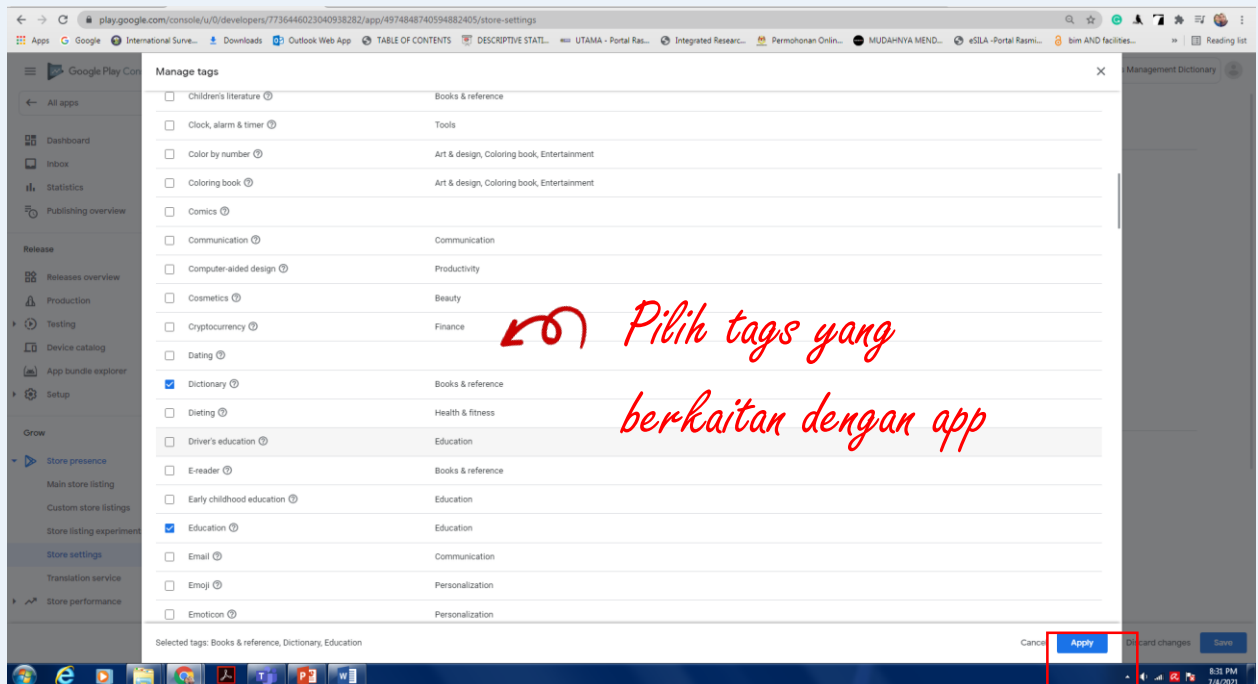 play.google.com/console/u/0/developers/7736446023040938282/app/4974848740594882405/store-settings
Apps Google International Surve... Downloads Outlook Web App TABLE OF CONTENTS DESCRIPTIVE STATI... UTAMA - Portal Ras... Integrated Researc... Permohonan Onlin... MUDAHNYA MEND... eSILA -Portal Rasmi... bim AND facilities... » Reading list
Google Play Con
Manage tags
s Management Dictionary
All apps
Dashboard
Inbox
Statistics
Publishing overview
Release
Releases overview
Production
Testing
Device catalog
App bundle explorer
Setup
Grow
Store presence
Main store listing
Custom store listings
Store listing experiment
Store settings
Translation service
Store performance
Children's literature Books & reference
Clock, alarm & timer Tools
Color by number Art & design, Coloring book, Entertainment
Coloring book Art & design, Coloring book, Entertainment
Comics
Communication Communication
Computer-aided design Productivity
Cosmetics Beauty
Cryptocurrency Finance
Dating
Dictionary Books & reference
Dieting Health & fitness
Driver's education Education
E-reader Books & reference
Early childhood education Education
Education Education
Email Communication
Emoji Personalization
Emoticon Personalization
Pilih tags yang
berkaitan dengan app
Selected tags: Books & reference, Dictionary, Education
Cance Apply Discard changes Save
8:31 PM
7/4/2021